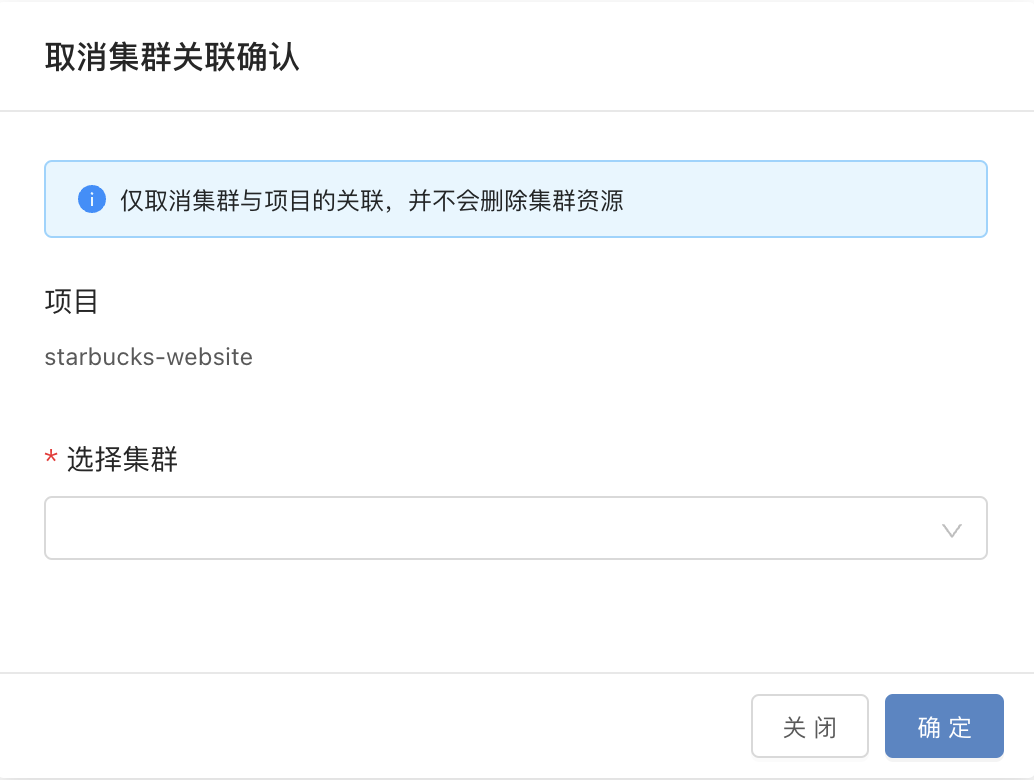 取消集群关联确认
仅取消集群与项目的关联，并不会删除集群资源
项目
starbucks-website
* 选择集群
关 闭
确 定